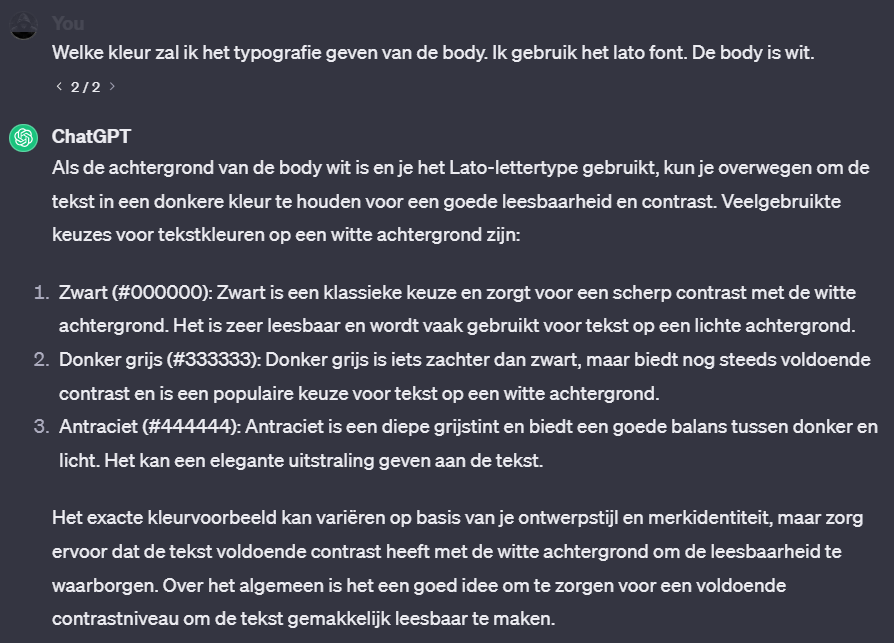 You
Welke kleur zal ik het typografie geven van de body. Ik gebruik het lato font. De body is wit.
< 2 / 2 >
ChatGPT
Als de achtergrond van de body wit is en je het Lato-lettertype gebruikt, kun je overwegen om de
tekst in een donkere kleur te houden voor een goede leesbaarheid en contrast. Veelgebruikte
keuzes voor tekstkleuren op een witte achtergrond zijn:
1. Zwart (#000000): Zwart is een klassieke keuze en zorgt voor een scherp contrast met de witte
achtergrond. Het is zeer leesbaar en wordt vaak gebruikt voor tekst op een lichte achtergrond.
2. Donker grijs (#333333): Donker grijs is iets zachter dan zwart, maar biedt nog steeds voldoende
contrast en is een populaire keuze voor tekst op een witte achtergrond.
3. Antraciet (#444444): Antraciet is een diepe grijstint en biedt een goede balans tussen donker en
licht. Het kan een elegante uitstraling geven aan de tekst.
Het exacte kleurvoorbeeld kan variëren op basis van je ontwerpstijl en merkidentiteit, maar zorg
ervoor dat de tekst voldoende contrast heeft met de witte achtergrond om de leesbaarheid te
waarborgen. Over het algemeen is het een goed idee om te zorgen voor een voldoende
contrastniveau om de tekst gemakkelijk leesbaar te maken.